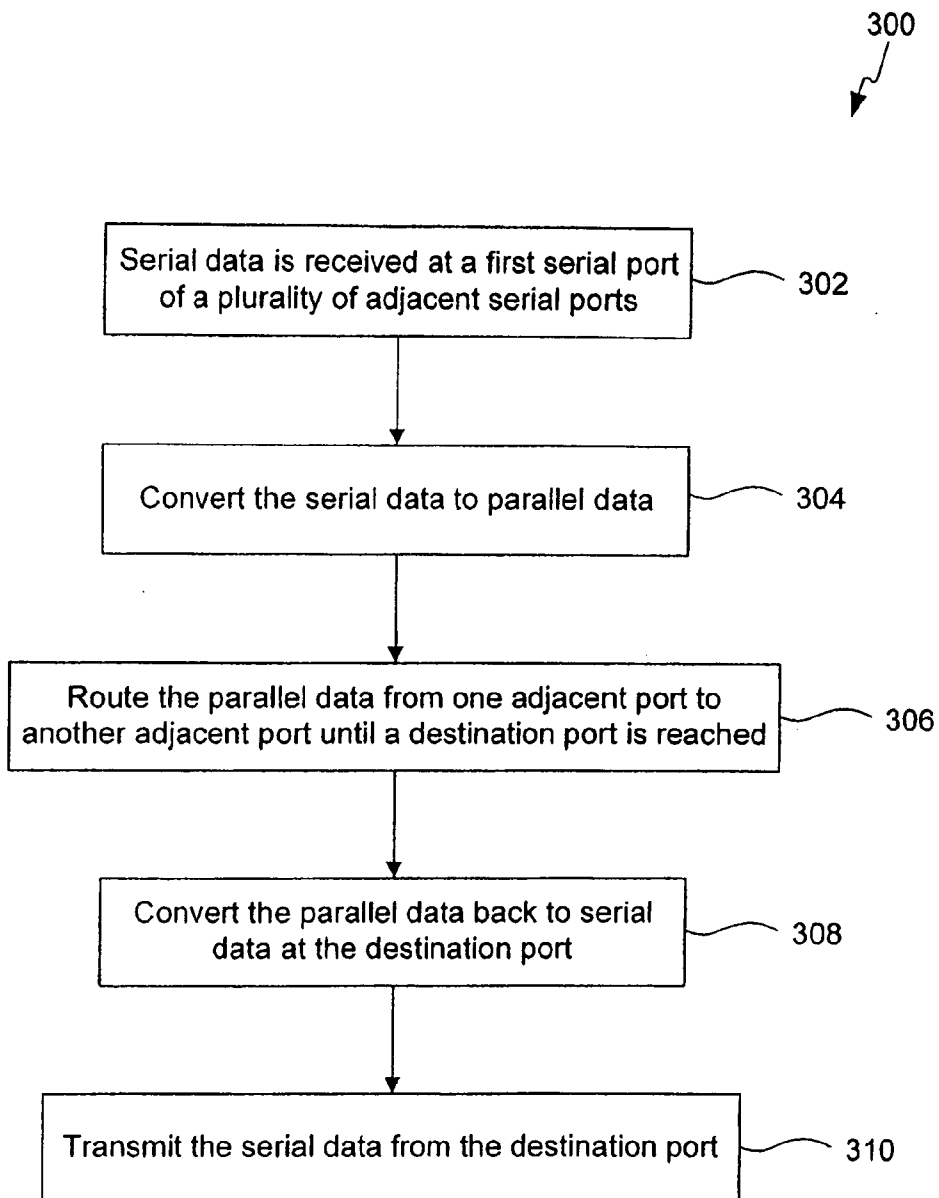 300
Serial data is received at a first serial port
of a plurality of adjacent serial ports
302
Convert the serial data to parallel data
304
Route the parallel data from one adjacent port to
another adjacent port until a destination port is reached
306
Convert the parallel data back to serial
data at the destination port
308
Transmit the serial data from the destination port
310